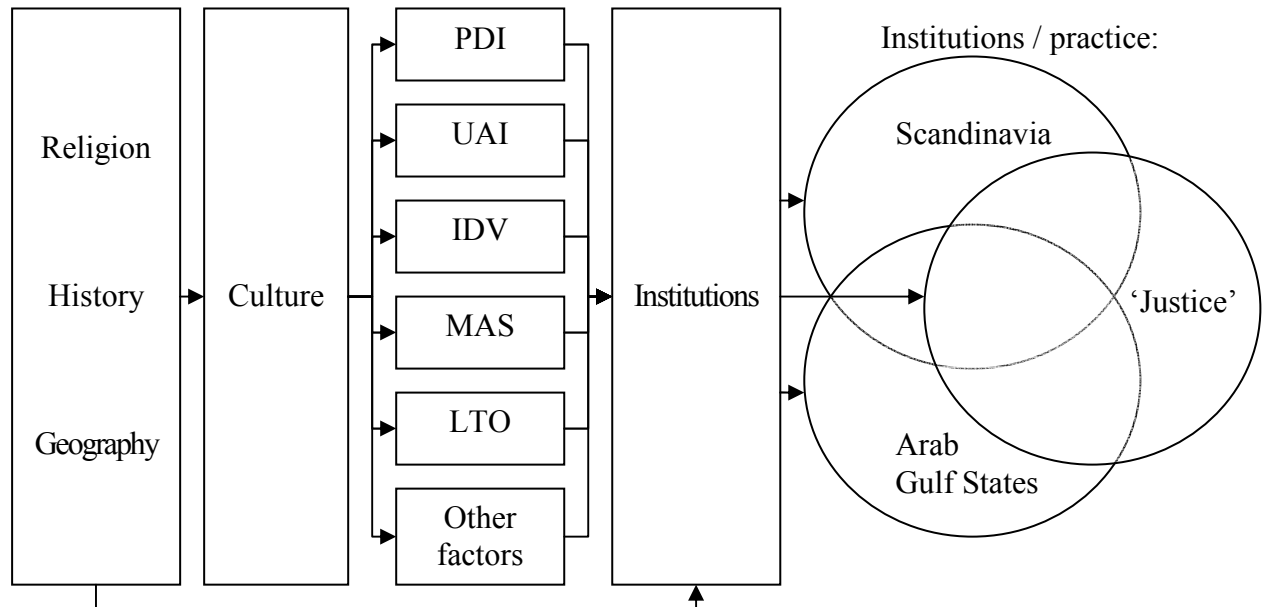 Religion
History
Geography
Culture
PDI
UAI
IDV
MAS
LTO
Other
factors
Institutions
Institutions / practice:
Scandinavia
‘Justice’
Arab
Gulf States